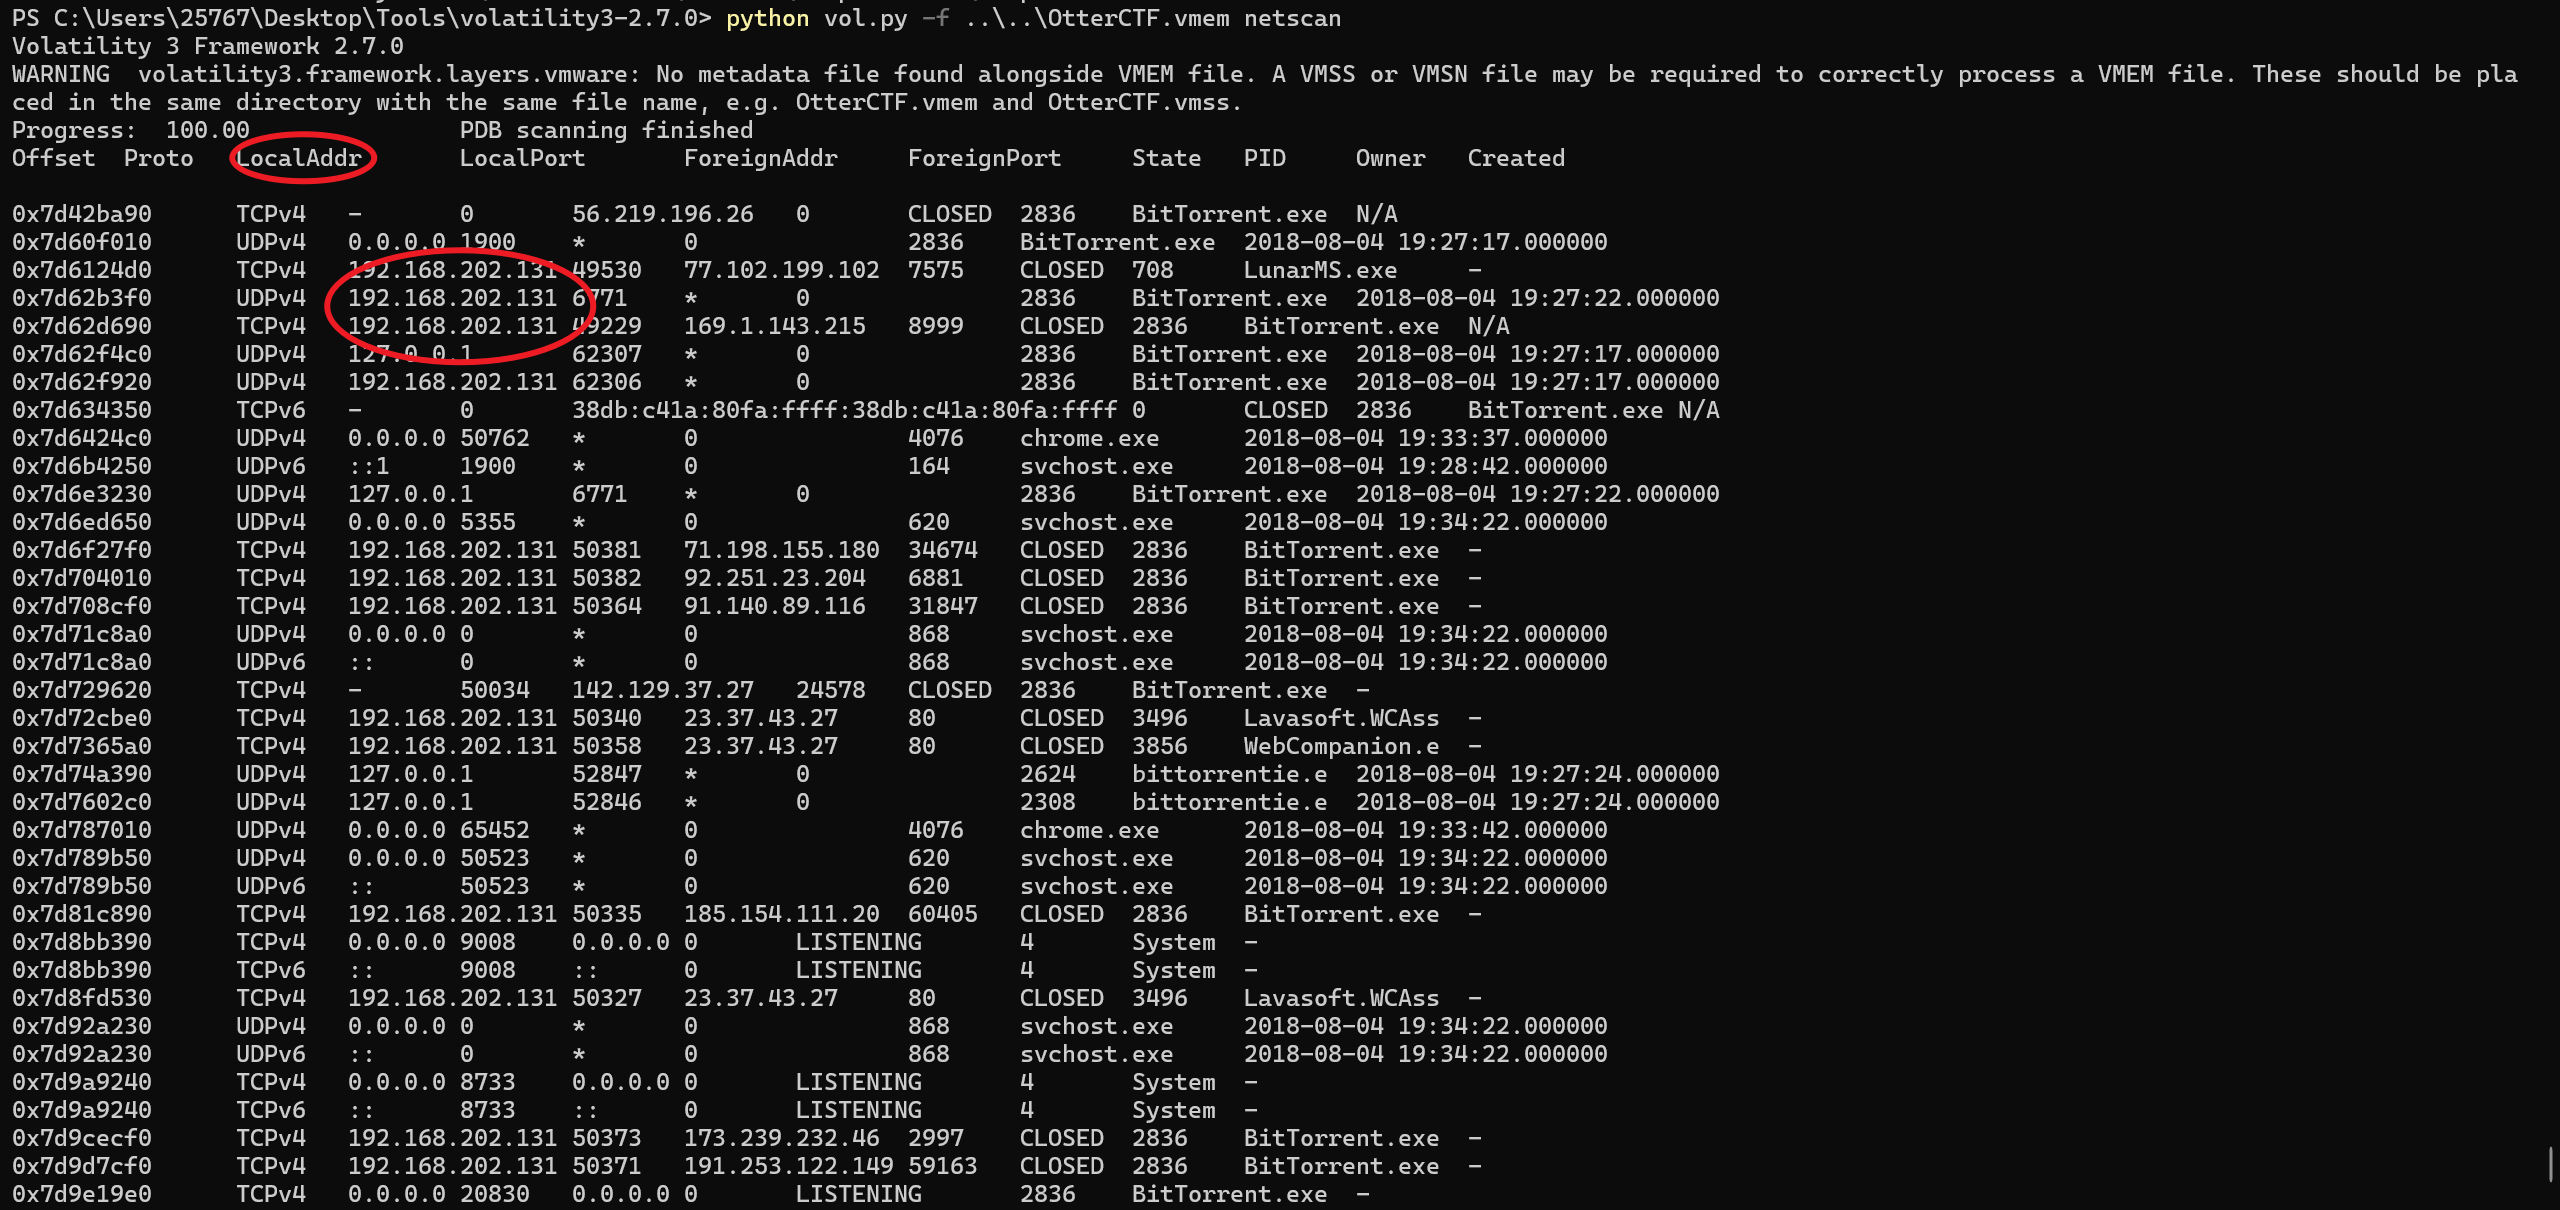 PS C:\Users\25767\Desktop\Tools\volatility3-2.7.0> python vol.py -f ..\..\OtterCTF.vmem netscan
Volatility 3 Framework 2.7.0
WARNING  volatility3.framework.layers.vmware: No metadata file found alongside VMEM file. A VMSS or VMSN file may be required to correctly process a VMEM file. These should be pla
ced in the same directory with the same file name, e.g. OtterCTF.vmem and OtterCTF.vmss.
Progress:  100.00               PDB scanning finished
Offset  Proto   LocalAddr       LocalPort       ForeignAddr     ForeignPort     State   PID     Owner   Created
0x7d42ba90      TCPv4   -       0       56.219.196.26   0       CLOSED  2836    BitTorrent.exe  N/A
0x7d60f010      UDPv4   0.0.0.0 1900    *       0               2836    BitTorrent.exe  2018-08-04 19:27:17.000000
0x7d6124d0      TCPv4   192.168.202.131 49530   77.102.199.102  7575    CLOSED  708     LunarMS.exe     -
0x7d62b3f0      UDPv4   192.168.202.131 6771    *       0               2836    BitTorrent.exe  2018-08-04 19:27:22.000000
0x7d62d690      TCPv4   192.168.202.131 49229   169.1.143.215   8999    CLOSED  2836    BitTorrent.exe  N/A
0x7d62f4c0      UDPv4   127.0.0.1       62307   *       0               2836    BitTorrent.exe  2018-08-04 19:27:17.000000
0x7d62f920      UDPv4   192.168.202.131 62306   *       0               2836    BitTorrent.exe  2018-08-04 19:27:17.000000
0x7d634350      TCPv6   -       0       38db:c41a:80fa:ffff:38db:c41a:80fa:ffff 0       CLOSED  2836    BitTorrent.exe N/A
0x7d6424c0      UDPv4   0.0.0.0 50762   *       0               4076    chrome.exe      2018-08-04 19:33:37.000000
0x7d6b4250      UDPv6   ::1     1900    *       0               164     svchost.exe     2018-08-04 19:28:42.000000
0x7d6e3230      UDPv4   127.0.0.1       6771    *       0               2836    BitTorrent.exe  2018-08-04 19:27:22.000000
0x7d6ed650      UDPv4   0.0.0.0 5355    *       0               620     svchost.exe     2018-08-04 19:34:22.000000
0x7d6f27f0      TCPv4   192.168.202.131 50381   71.198.155.180  34674   CLOSED  2836    BitTorrent.exe  -
0x7d704010      TCPv4   192.168.202.131 50382   92.251.23.204   6881    CLOSED  2836    BitTorrent.exe  -
0x7d708cf0      TCPv4   192.168.202.131 50364   91.140.89.116   31847   CLOSED  2836    BitTorrent.exe  -
0x7d71c8a0      UDPv4   0.0.0.0 0       *       0               868     svchost.exe     2018-08-04 19:34:22.000000
0x7d71c8a0      UDPv6   ::      0       *       0               868     svchost.exe     2018-08-04 19:34:22.000000
0x7d729620      TCPv4   -       50034   142.129.37.27   24578   CLOSED  2836    BitTorrent.exe  -
0x7d72cbe0      TCPv4   192.168.202.131 50340   23.37.43.27     80      CLOSED  3496    Lavasoft.WCAss  -
0x7d7365a0      TCPv4   192.168.202.131 50358   23.37.43.27     80      CLOSED  3856    WebCompanion.e  -
0x7d74a390      UDPv4   127.0.0.1       52847   *       0               2624    bittorrentie.e  2018-08-04 19:27:24.000000
0x7d7602c0      UDPv4   127.0.0.1       52846   *       0               2308    bittorrentie.e  2018-08-04 19:27:24.000000
0x7d787010      UDPv4   0.0.0.0 65452   *       0               4076    chrome.exe      2018-08-04 19:33:42.000000
0x7d789b50      UDPv4   0.0.0.0 50523   *       0               620     svchost.exe     2018-08-04 19:34:22.000000
0x7d789b50      UDPv6   ::      50523   *       0               620     svchost.exe     2018-08-04 19:34:22.000000
0x7d81c890      TCPv4   192.168.202.131 50335   185.154.111.20  60405   CLOSED  2836    BitTorrent.exe  -
0x7d8bb390      TCPv4   0.0.0.0 9008    0.0.0.0 0       LISTENING       4       System  -
0x7d8bb390      TCPv6   ::      9008    ::      0       LISTENING       4       System  -
0x7d8fd530      TCPv4   192.168.202.131 50327   23.37.43.27     80      CLOSED  3496    Lavasoft.WCAss  -
0x7d92a230      UDPv4   0.0.0.0 0       *       0               868     svchost.exe     2018-08-04 19:34:22.000000
0x7d92a230      UDPv6   ::      0       *       0               868     svchost.exe     2018-08-04 19:34:22.000000
0x7d9a9240      TCPv4   0.0.0.0 8733    0.0.0.0 0       LISTENING       4       System  -
0x7d9a9240      TCPv6   ::      8733    ::      0       LISTENING       4       System  -
0x7d9cecf0      TCPv4   192.168.202.131 50373   173.239.232.46  2997    CLOSED  2836    BitTorrent.exe  -
0x7d9d7cf0      TCPv4   192.168.202.131 50371   191.253.122.149 59163   CLOSED  2836    BitTorrent.exe  -
0x7d9e19e0      TCPv4   0.0.0.0 20830   0.0.0.0 0       LISTENING       2836    BitTorrent.exe  -